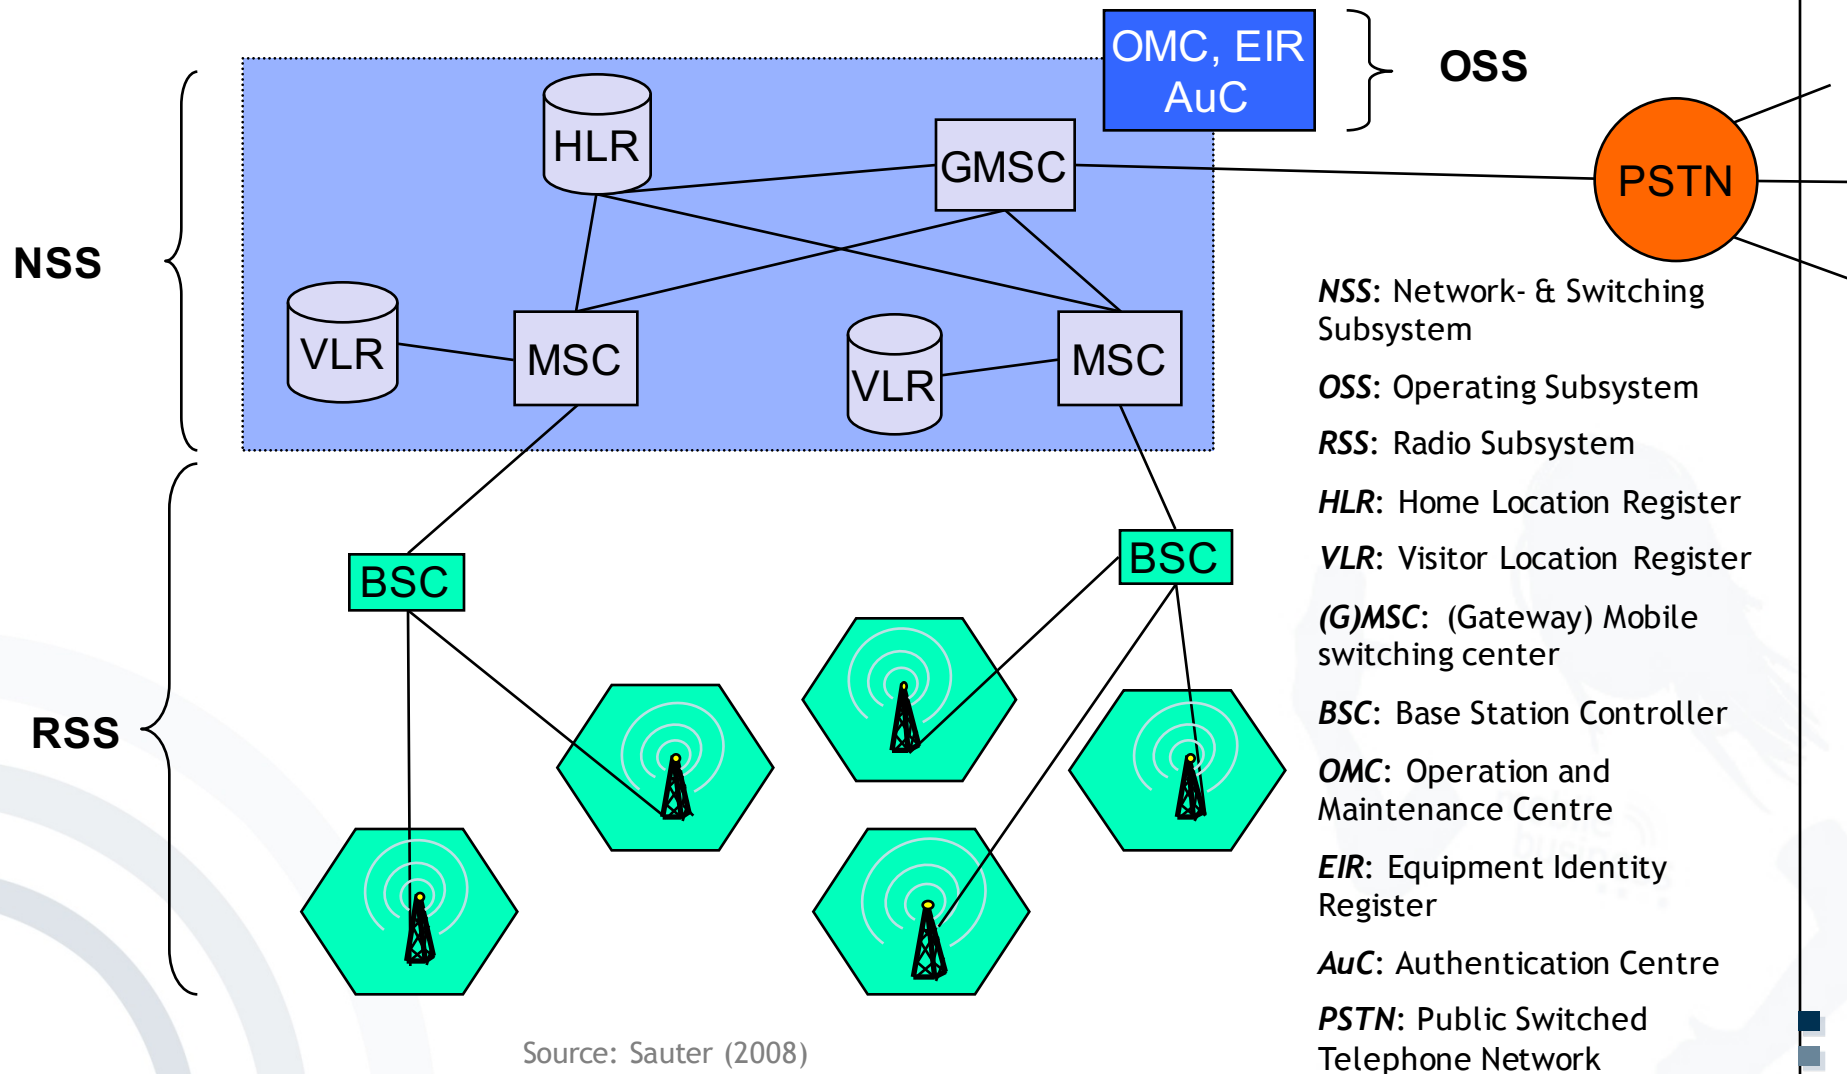 OMC, EIR
AuC
OSS
HLR
GMSC
PSTN
NSS
VLR
MSC
VLR
MSC
BSC
BSC
RSS
NSS: Network- & Switching
Subsystem
OSS: Operating Subsystem
RSS: Radio Subsystem
HLR: Home Location Register
VLR: Visitor Location Register
(G)MSC: (Gateway) Mobile
switching center
BSC: Base Station Controller
OMC: Operation and
Maintenance Centre
EIR: Equipment Identity
Register
AuC: Authentication Centre
PSTN: Public Switched
Telephone Network
Source: Sauter (2008)